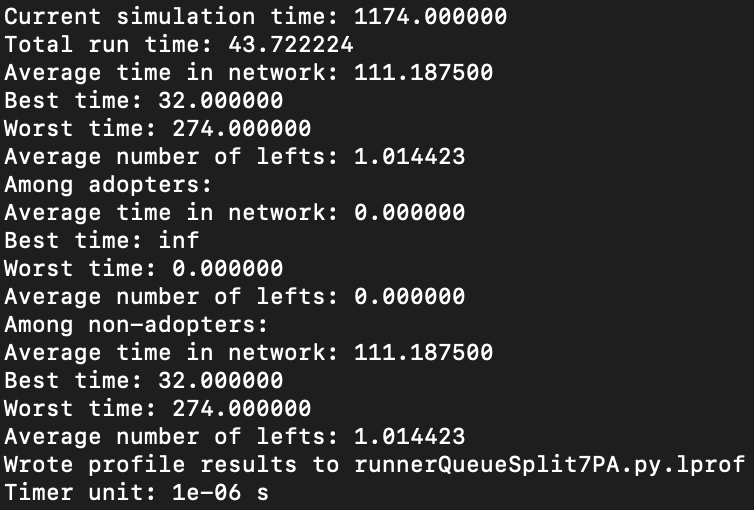 Current simulation time: 1174.000000
Total run time: 43.722224
Average time in network: 111.187500
Best time: 32.000000
Worst time: 274.000000
Average number of lefts: 1.014423
Among adopters:
Average time in network: 0.000000
Best time: inf
Worst time: 0.000000
Average number of lefts: 0.000000
Among non-adopters:
Average time in network: 111.187500
Best time: 32.000000
Worst time: 274.000000
Average number of lefts: 1.014423
Wrote profile results to runnerQueueSplit7PA.py.lprof
Timer unit: 1e-06 s